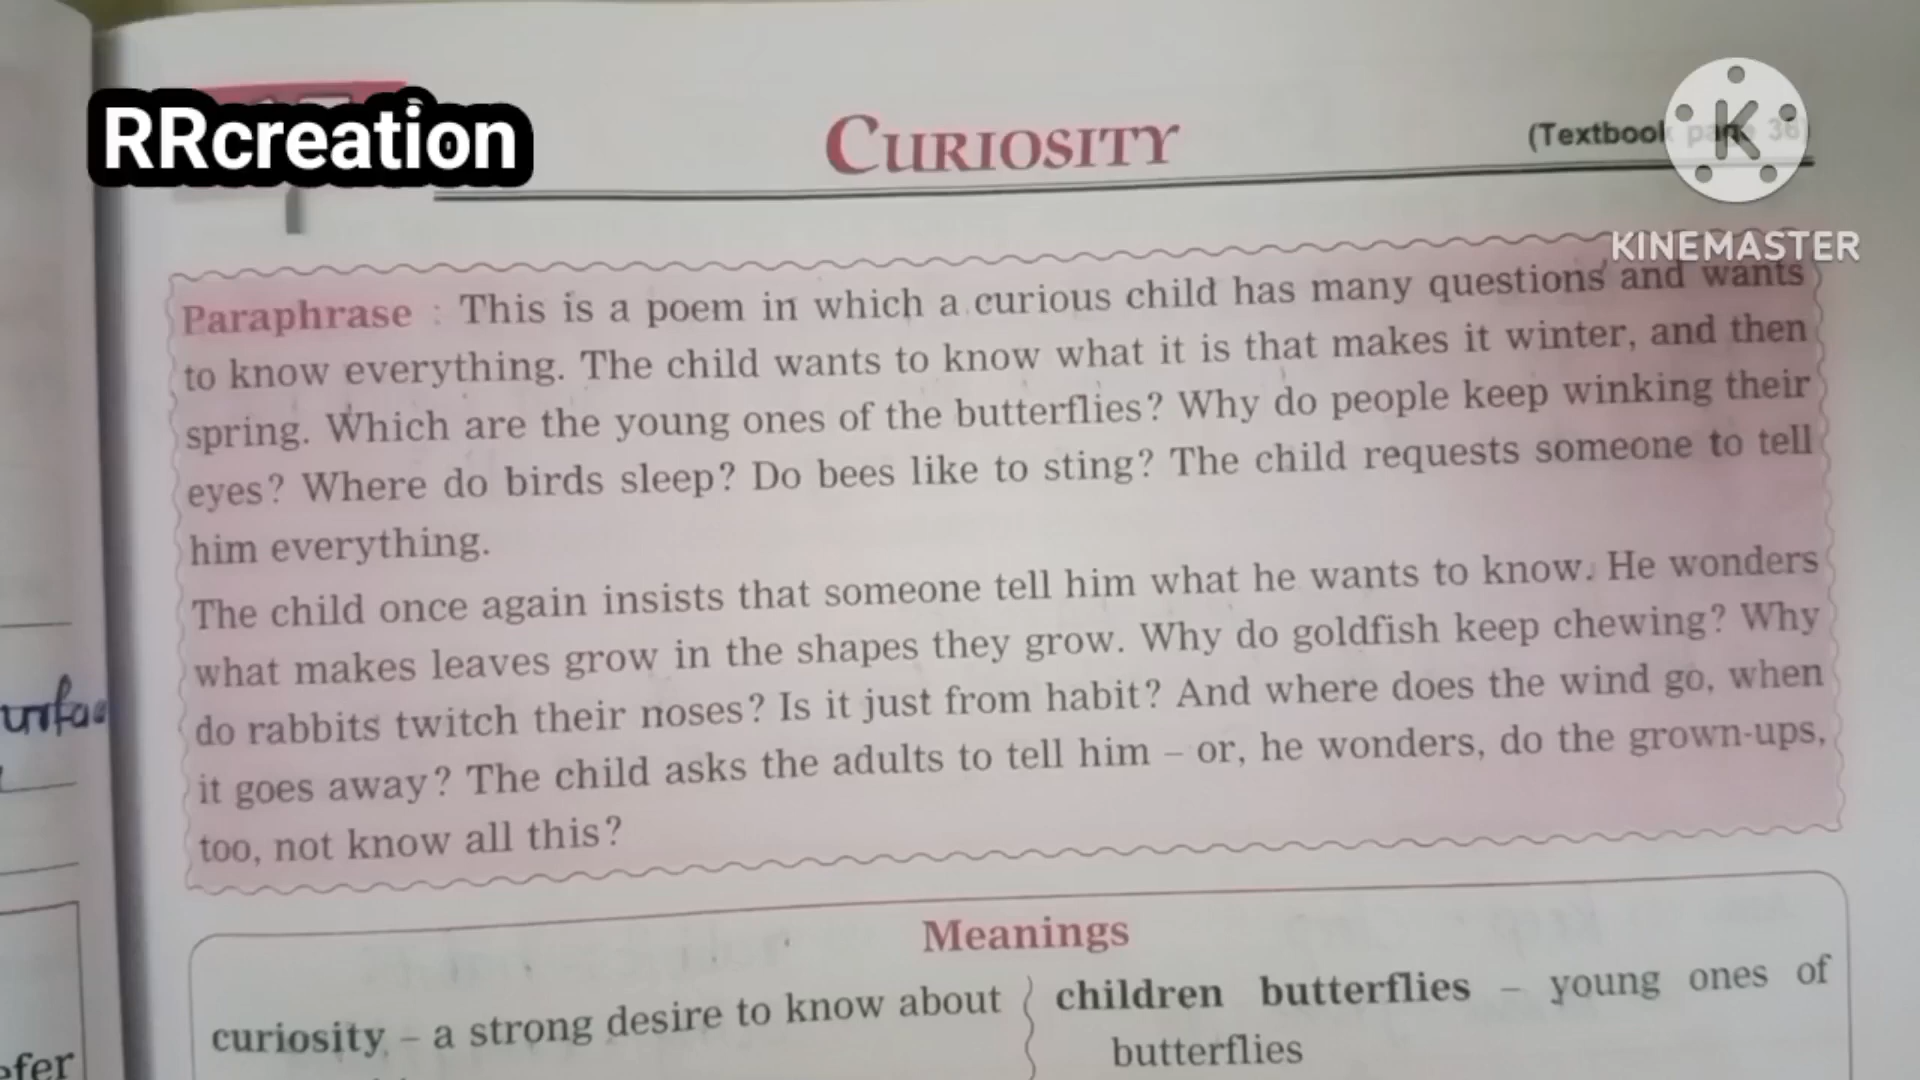 RRcreation
CURIOSITY
(Textbook page 36)
KINEMASTER
Paraphrase : This is a poem in which a curious child has many questions and wants
to know everything. The child wants to know what it is that makes it winter, and then
spring. Which are the young ones of the butterflies? Why do people keep winking their
eyes? Where do birds sleep? Do bees like to sting? The child requests someone to tell
him everything.
The child once again insists that someone tell him what he wants to know. He wonders
what makes leaves grow in the shapes they grow. Why do goldfish keep chewing? Why
do rabbits twitch their noses? Is it just from habit? And where does the wind go, when
it goes away? The child asks the adults to tell him – or, he wonders, do the grown-ups,
too, not know all this?
Meanings
curiosity – a strong desire to know about
children butterflies – young ones of
butterflies